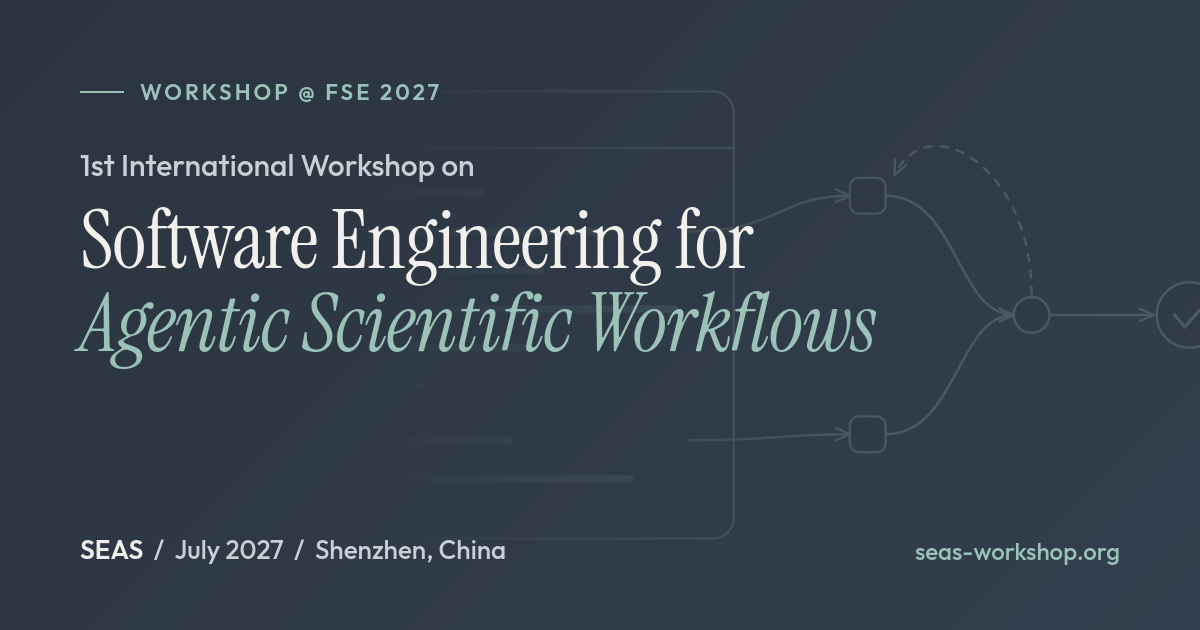 WORKSHOP @ FSE 2027
1st International Workshop on
Software Engineering for
Agentic Scientific Workflows
SEAS / July 2027 / Shenzhen, China
seas-workshop.org